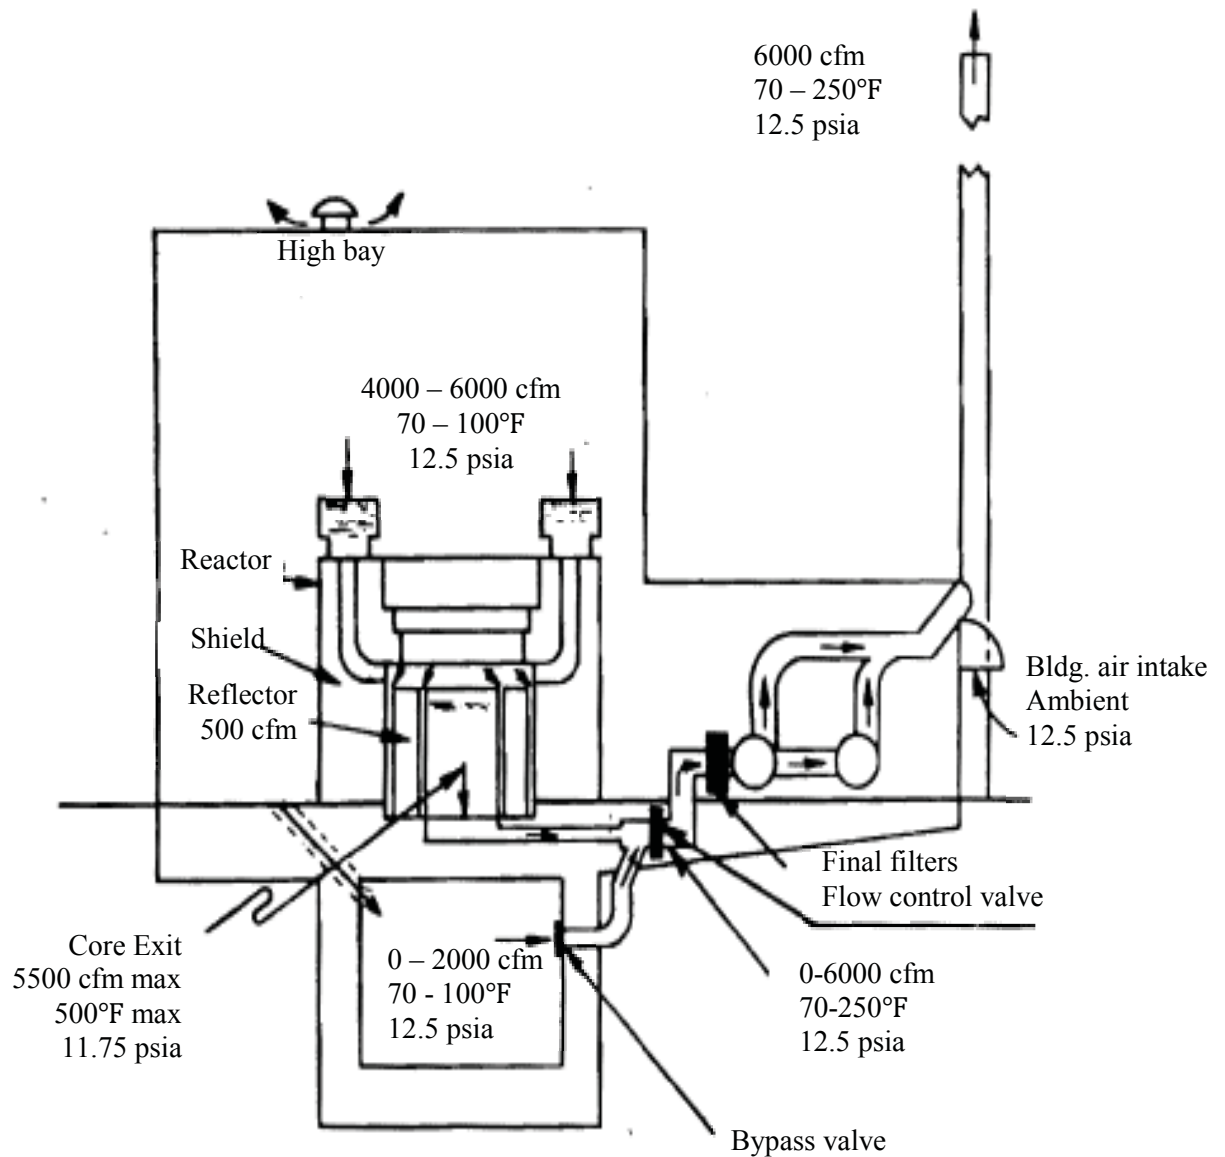 6000 cfm
70 – 250°F
12.5 psia
High bay
4000 – 6000 cfm
70 – 100°F
12.5 psia
Reactor
Shield
Reflector
500 cfm
Bldg. air intake
Ambient
12.5 psia
Final filters
Flow control valve
Core Exit
5500 cfm max
500°F max
11.75 psia
0 – 2000 cfm
70 - 100°F
12.5 psia
0-6000 cfm
70-250°F
12.5 psia
Bypass valve